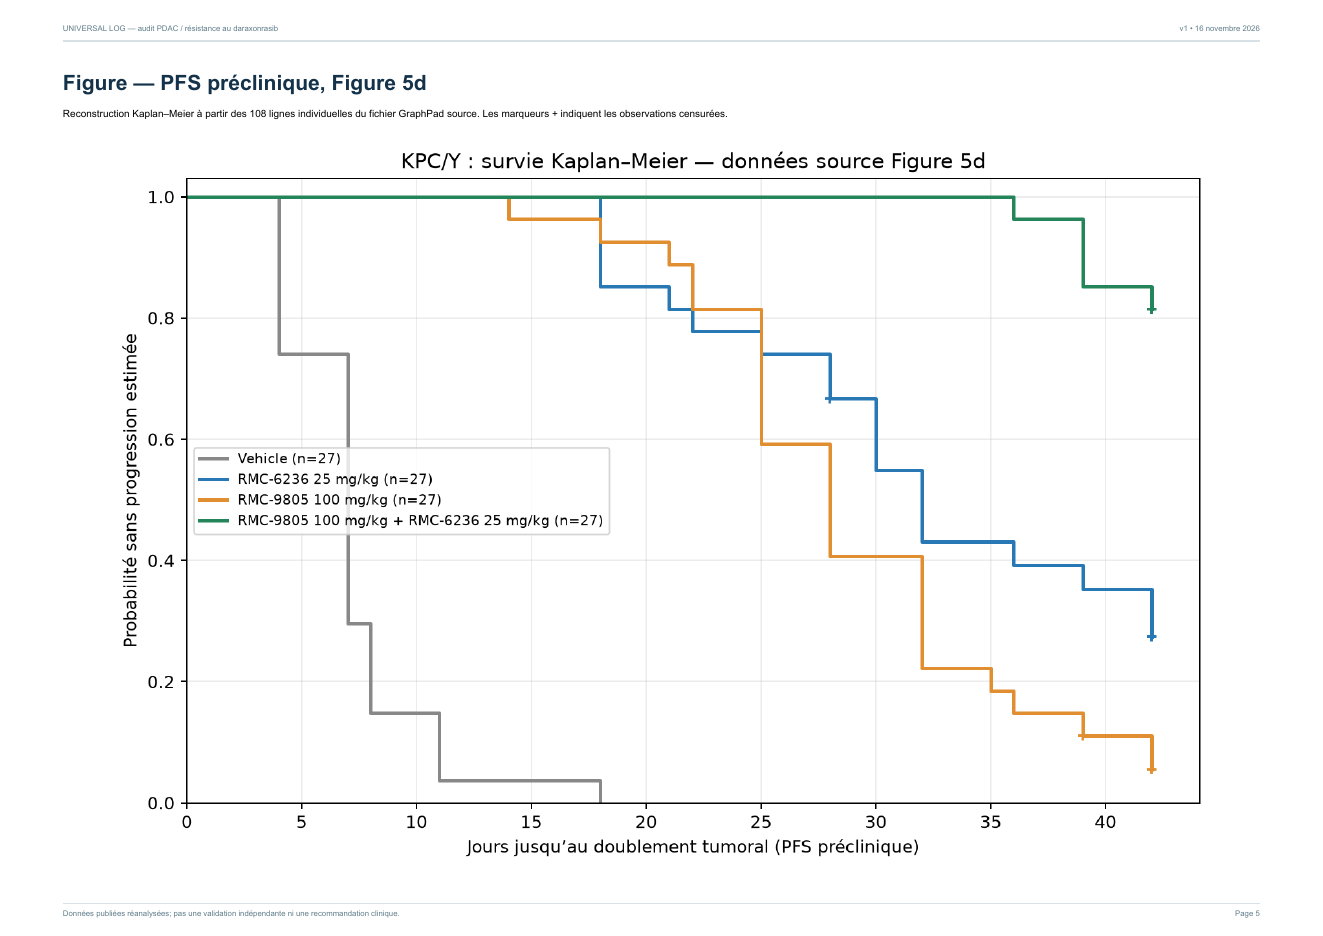 UNIVERSAL LOG — audit PDAC / résistance au daraxonrasib
v1 • 16 novembre 2026
Figure — PFS préclinique, Figure 5d
Reconstruction Kaplan–Meier à partir des 108 lignes individuelles du fichier GraphPad source. Les marqueurs + indiquent les observations censurées.
KPC/Y : survie Kaplan–Meier — données source Figure 5d
Probabilité sans progression estimée
1.0
0.8
0.6
0.4
0.2
0.0
Vehicle (n=27)
RMC-6236 25 mg/kg (n=27)
RMC-9805 100 mg/kg (n=27)
RMC-9805 100 mg/kg + RMC-6236 25 mg/kg (n=27)
0 5 10 15 20 25 30 35 40
Jours jusqu’au doublement tumoral (PFS préclinique)
Données publiées réanalysées; pas une validation indépendante ni une recommandation clinique.
Page 5